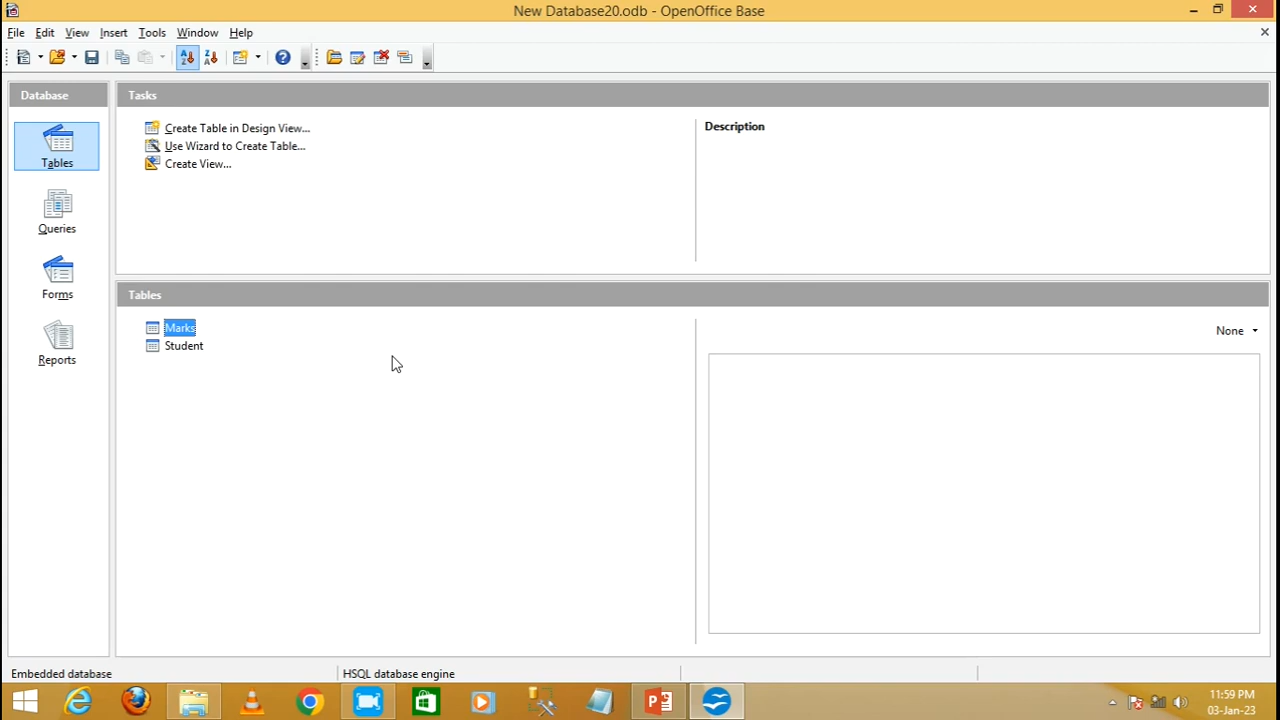 New Database20.odb - OpenOffice Base
File Edit View Insert Tools Window Help
Database
Tables
Queries
Forms
Reports
Tasks
Create Table in Design View...
Use Wizard to Create Table...
Create View...
Description
Tables
Marks
Student
None
Embedded database
HSQL database engine
11:59 PM
03-Jan-23